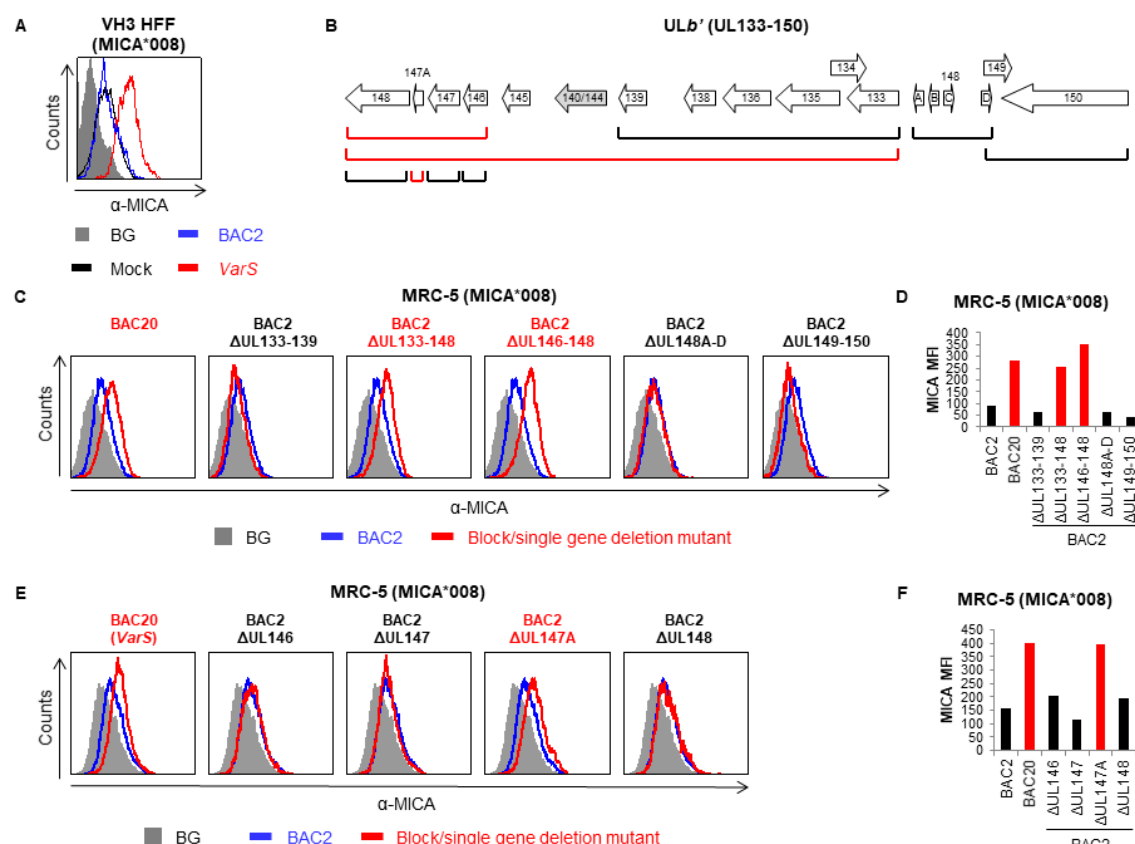 A
VH3 HFF
(MICA*008)
Counts
α-MICA
BG
BAC2
Mock
VarS
B
ULb' (UL133-150)
134
149
147A
148
148
147
146
145
140/144
139
138
136
135
133
A
B
C
D
150
C
MRC-5 (MICA*008)
BAC20
BAC2
ΔUL133-139
BAC2
ΔUL133-148
BAC2
ΔUL146-148
BAC2
ΔUL148A-D
BAC2
ΔUL149-150
Counts
α-MICA
BG
BAC2
Block/single gene deletion mutant
D
MRC-5 (MICA*008)
MICA MFI
400
350
300
250
200
150
100
50
0
BAC2
BAC20
ΔUL133-139
ΔUL133-148
ΔUL146-148
ΔUL148A-D
ΔUL149-150
BAC2
E
MRC-5 (MICA*008)
BAC20
(VarS)
BAC2
ΔUL146
BAC2
ΔUL147
BAC2
ΔUL147A
BAC2
ΔUL148
Counts
α-MICA
BG
BAC2
Block/single gene deletion mutant
F
MRC-5 (MICA*008)
MICA MFI
450
400
350
300
250
200
150
100
50
0
BAC2
BAC20
ΔUL146
ΔUL147
ΔUL147A
ΔUL148
BAC2